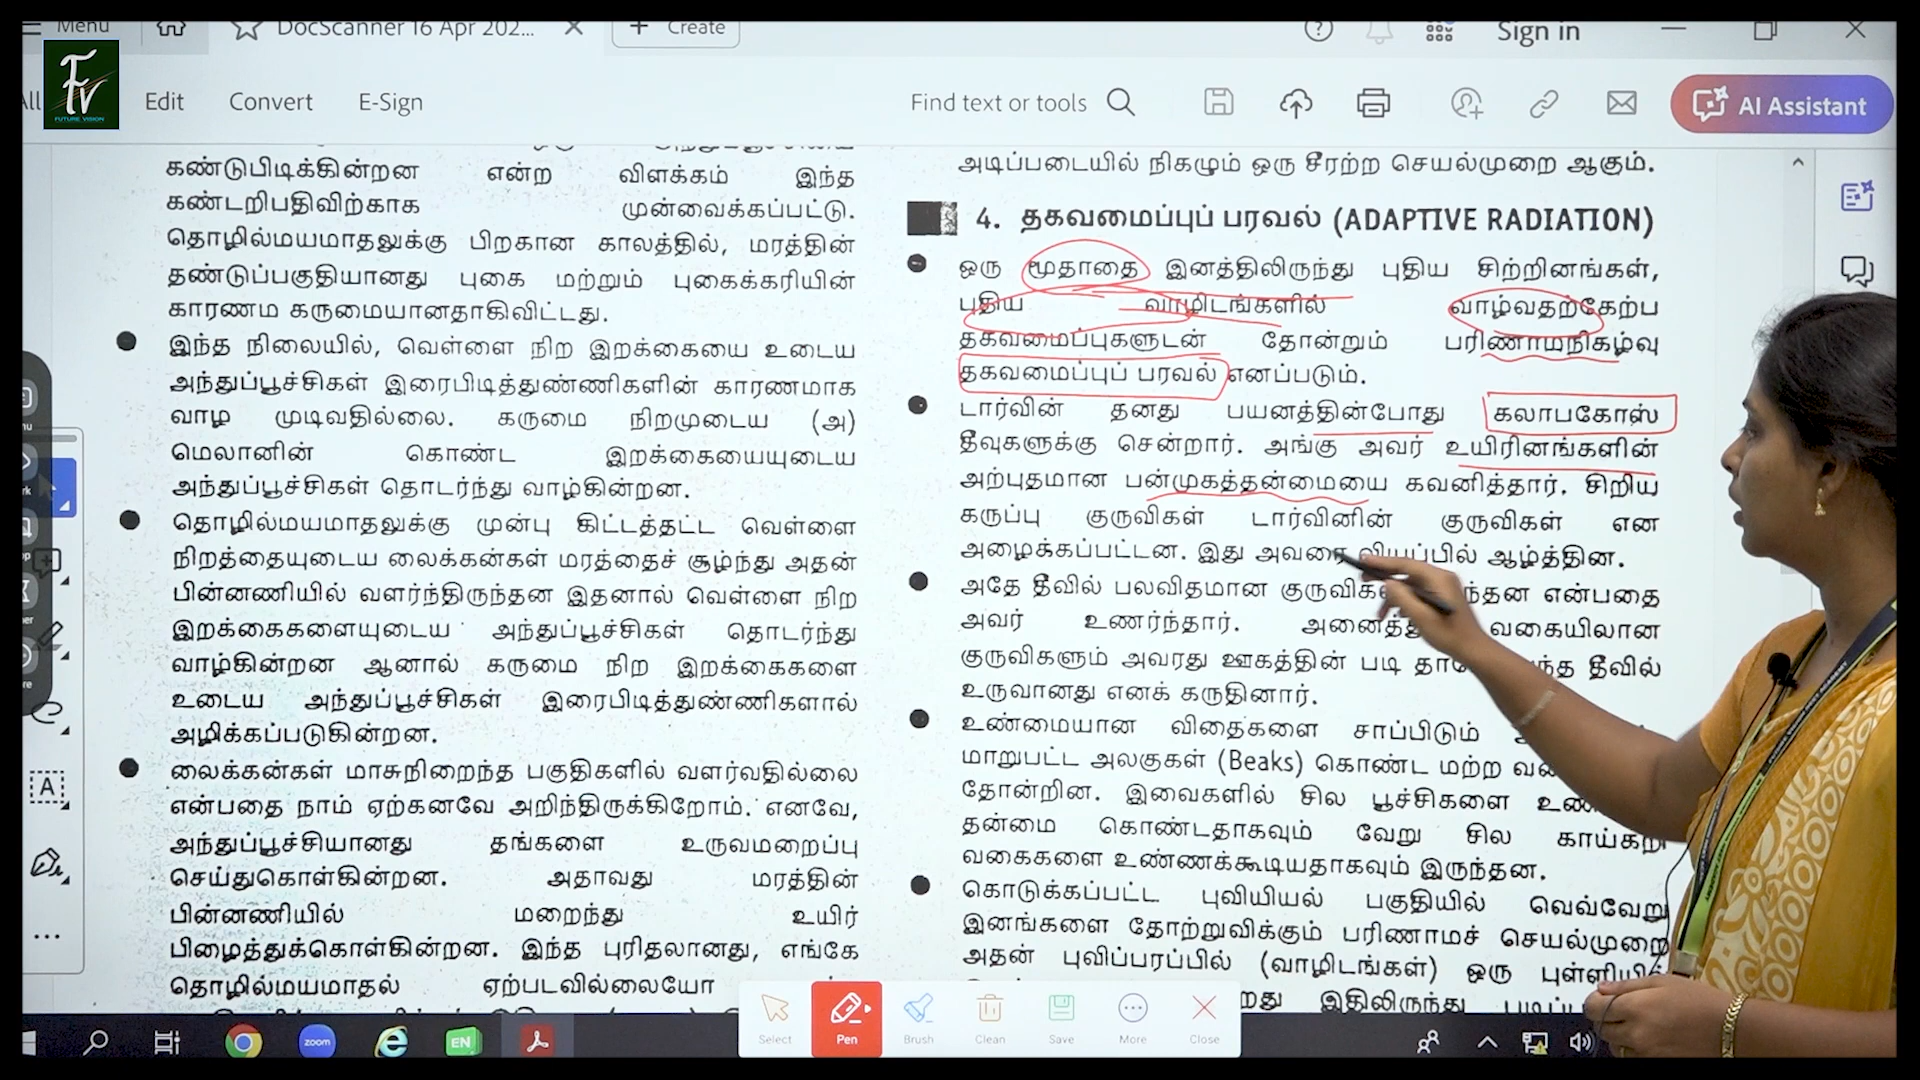 Menu
DocScanner 16 Apr 202...
Create
Sign in
FUTURE VISION
Edit
Convert
E-Sign
Find text or tools
AI Assistant
கண்டுபிடிக்கின்றன என்ற விளக்கம் இந்த
கண்டறிபதிவிற்காக முன்வைக்கப்பட்டு.
தொழில்மயமாதலுக்கு பிறகான காலத்தில், மரத்தின்
தண்டுப்பகுதியானது புகை மற்றும் புகைக்கரியின்
காரணம கருமையானதாகிவிட்டது.
இந்த நிலையில், வெள்ளை நிற இறக்கையை உடைய
அந்துப்பூச்சிகள் இரைபிடித்துண்ணிகளின் காரணமாக
வாழ முடிவதில்லை. கருமை நிறமுடைய (அ)
மெலானின் கொண்ட இறக்கையையுடைய
அந்துப்பூச்சிகள் தொடர்ந்து வாழ்கின்றன.
தொழில்மயமாதலுக்கு முன்பு கிட்டத்தட்ட வெள்ளை
நிறத்தையுடைய லைக்கன்கள் மரத்தைச் சூழ்ந்து அதன்
பின்னணியில் வளர்ந்திருந்தன இதனால் வெள்ளை நிற
இறக்கைகளையுடைய அந்துப்பூச்சிகள் தொடர்ந்து
வாழ்கின்றன ஆனால் கருமை நிற இறக்கைகளை
உடைய அந்துப்பூச்சிகள் இரைபிடித்துண்ணிகளால்
அழிக்கப்படுகின்றன.
லைக்கன்கள் மாசுநிறைந்த பகுதிகளில் வளர்வதில்லை
என்பதை நாம் ஏற்கனவே அறிந்திருக்கிறோம். எனவே,
அந்துப்பூச்சியானது தங்களை உருவமறைப்பு
செய்துகொள்கின்றன. அதாவது மரத்தின்
பின்னணியில் மறைந்து உயிர்
பிழைத்துக்கொள்கின்றன. இந்த புரிதலானது, எங்கே
தொழில்மயமாதல் ஏற்படவில்லையோ
அடிப்படையில் நிகழும் ஒரு சீரற்ற செயல்முறை ஆகும்.
4. தகவமைப்புப் பரவல் (ADAPTIVE RADIATION)
ஒரு மூதாதை இனத்திலிருந்து புதிய சிற்றினங்கள்,
புதிய வாழிடங்களில் வாழ்வதற்கேற்ப
தகவமைப்புகளுடன் தோன்றும் பரிணாமநிகழ்வு
தகவமைப்புப் பரவல் எனப்படும்.
டார்வின் தனது பயனத்தின்போது கலாபகோஸ்
தீவுகளுக்கு சென்றார். அங்கு அவர் உயிரினங்களின்
அற்புதமான பன்முகத்தன்மையை கவனித்தார். சிறிய
கருப்பு குருவிகள் டார்வினின் குருவிகள் என
அழைக்கப்பட்டன. இது அவரை வியப்பில் ஆழ்த்தின.
அதே தீவில் பலவிதமான என்பதை
அவர் உணர்ந்தார். வகையிலான
குருவிகளும் அவரது ஊகத்தின் படி தீவில்
உருவானது எனக் கருதினார்.
உண்மையான விதைகளை சாப்பிடும்
மாறுபட்ட அலகுகள் (Beaks) கொண்ட மற்ற
தோன்றின. இவைகளில் சில பூச்சிகளை
தன்மை கொண்டதாகவும் வேறு சில காய்கறி
வகைகளை உண்ணக்கூடியதாகவும் இருந்தன.
கொடுக்கப்பட்ட புவியியல் பகுதியில் வெவ்வேறு
இனங்களை தோற்றுவிக்கும் பரிணாமச் செயல்முறை
அதன் புவிப்பரப்பில் (வாழிடங்கள்) ஒரு
இதிலிருந்து
Select
Pen
Brush
Clean
Save
More
Close
zoom
EN